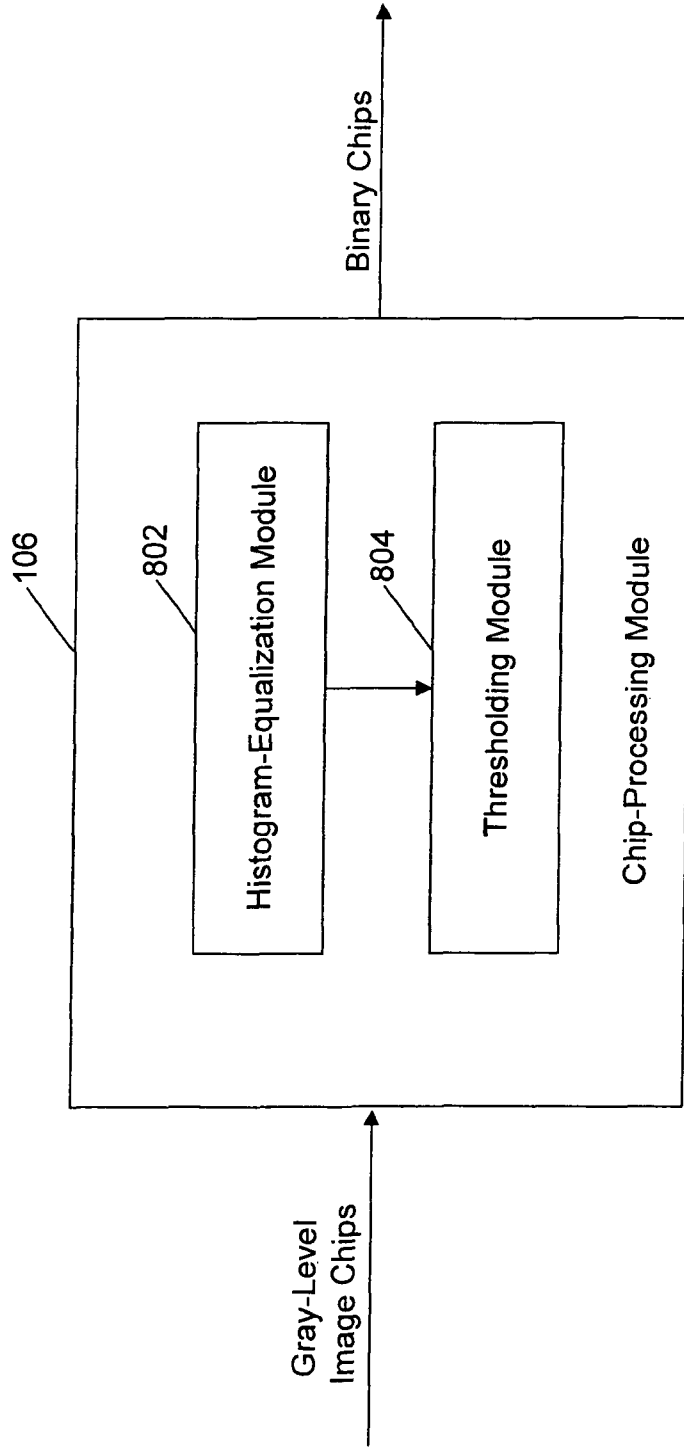 106
802
Histogram-Equalization Module
804
Thresholding Module
Chip-Processing Module
Gray-Level
Image Chips
Binary Chips